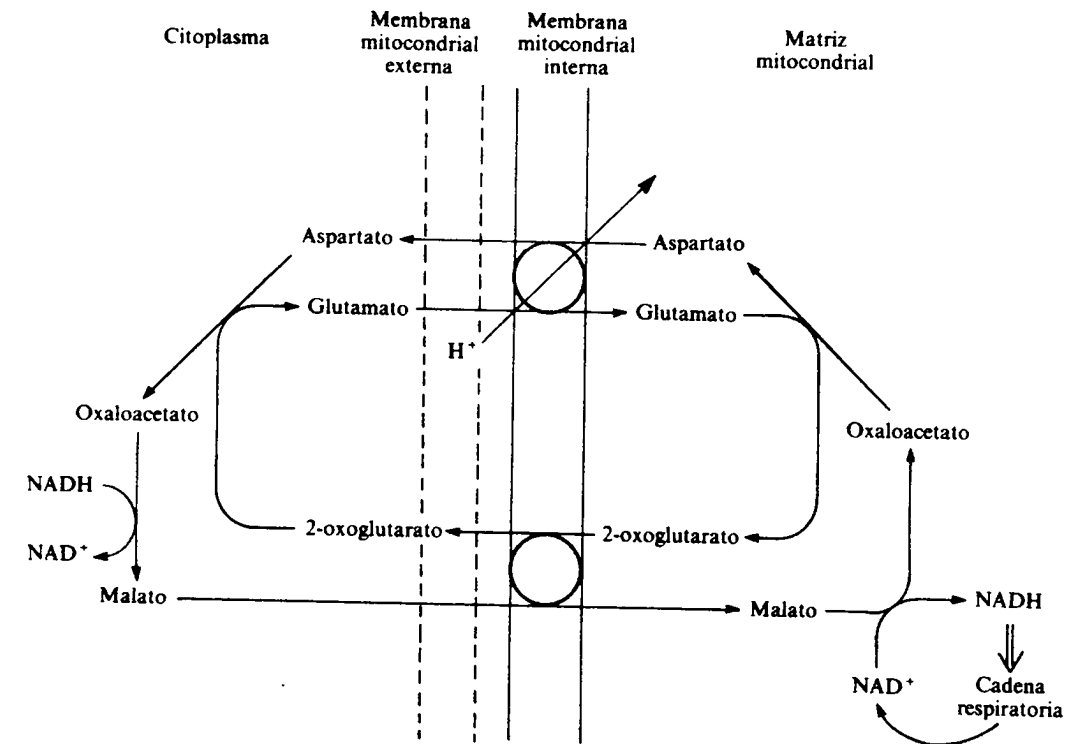 Citoplasma
Membrana
mitocondrial
externa
Membrana
mitocondrial
interna
Matriz
mitocondrial
Aspartato
Aspartato
Glutamato
Glutamato
H⁺
Oxaloacetato
Oxaloacetato
NADH
2-oxoglutarato
2-oxoglutarato
NAD⁺
Malato
Malato
NADH
NAD⁺
Cadena
respiratoria